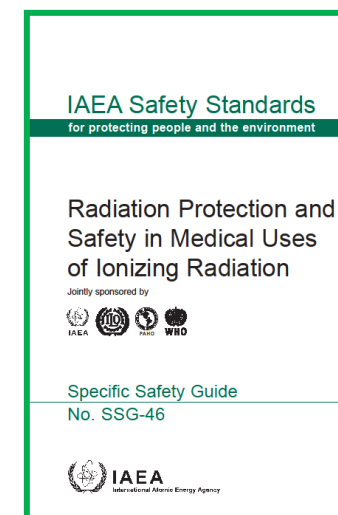 IAEA Safety Standards
for protecting people and the environment
Radiation Protection and
Safety in Medical Uses
of Ionizing Radiation
Jointly sponsored by
IAEA
PAHO
WHO
Specific Safety Guide
No. SSG-46
IAEA
International Atomic Energy Agency